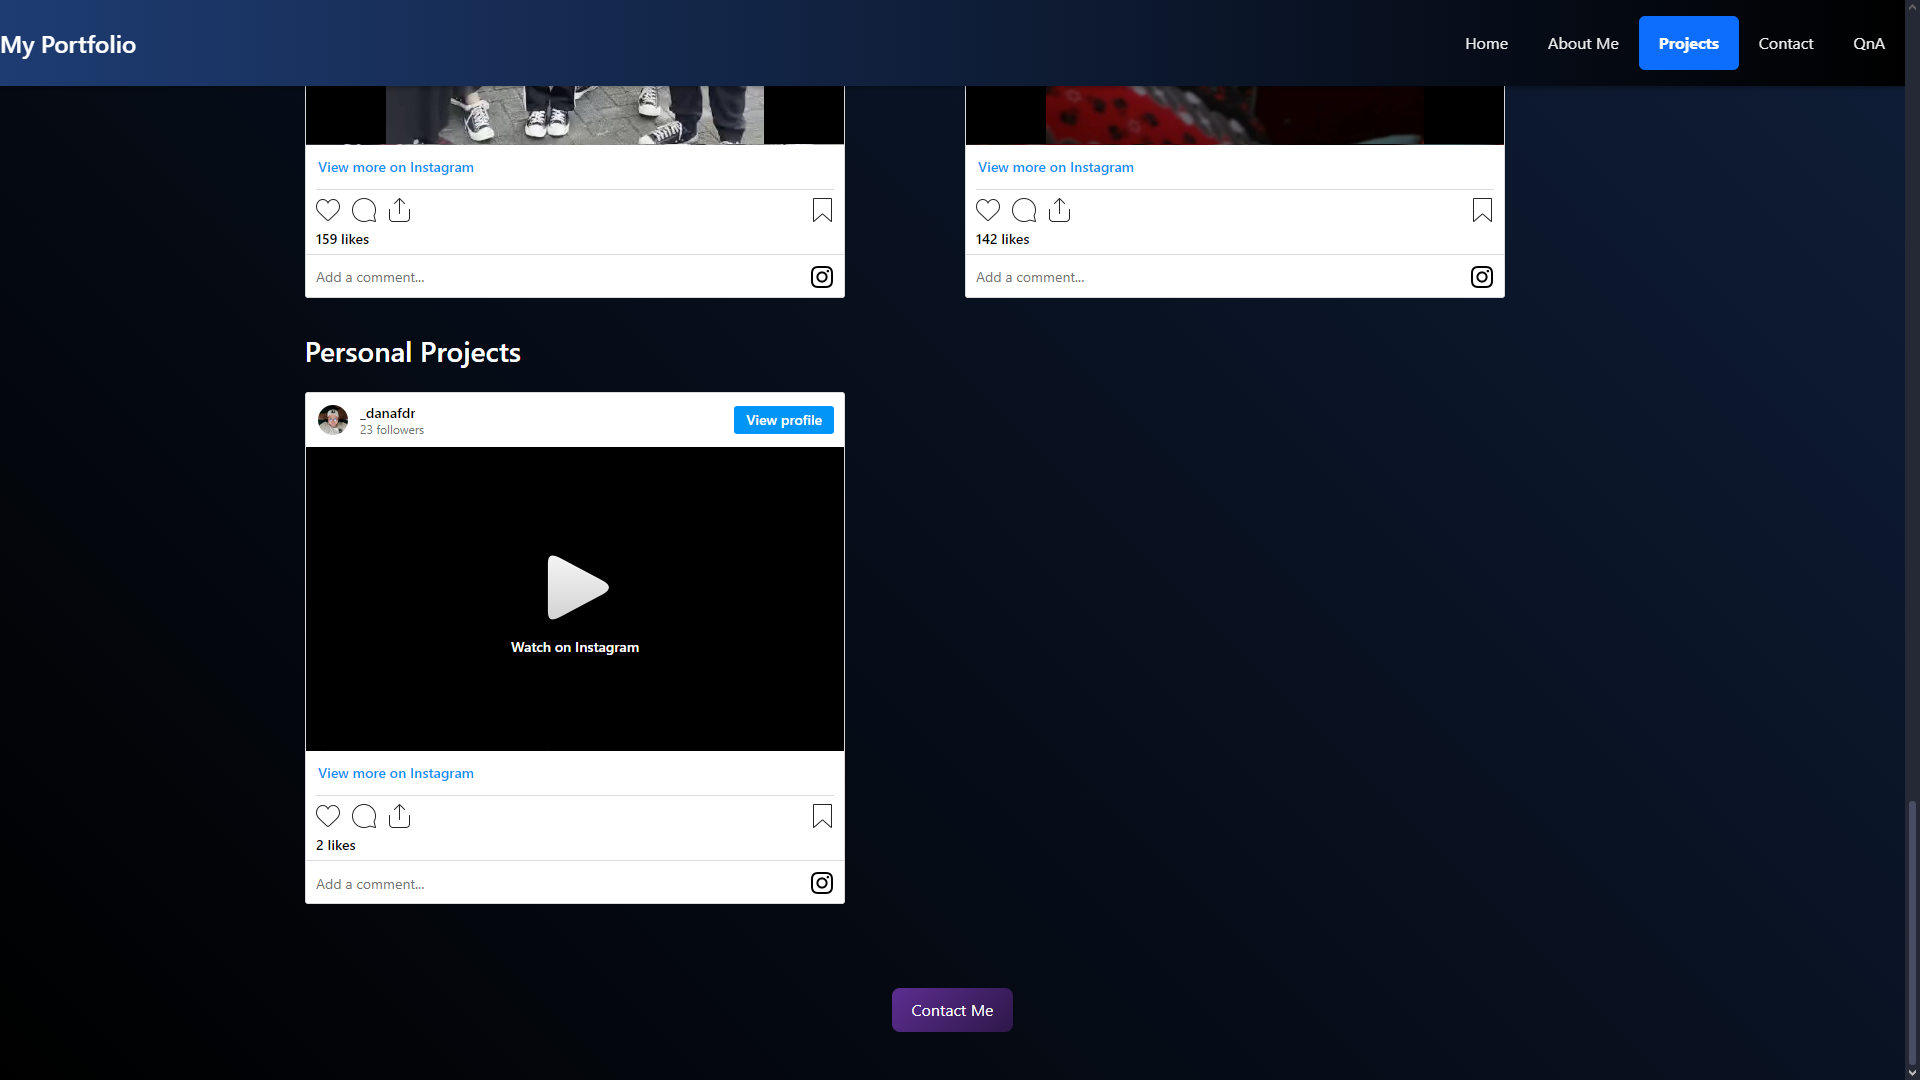 My Portfolio
Home
About Me
Projects
Contact
QnA
View more on Instagram
159 likes
Add a comment...
View more on Instagram
142 likes
Add a comment...
Personal Projects
_danafdr
23 followers
View profile
Watch on Instagram
View more on Instagram
2 likes
Add a comment...
Contact Me